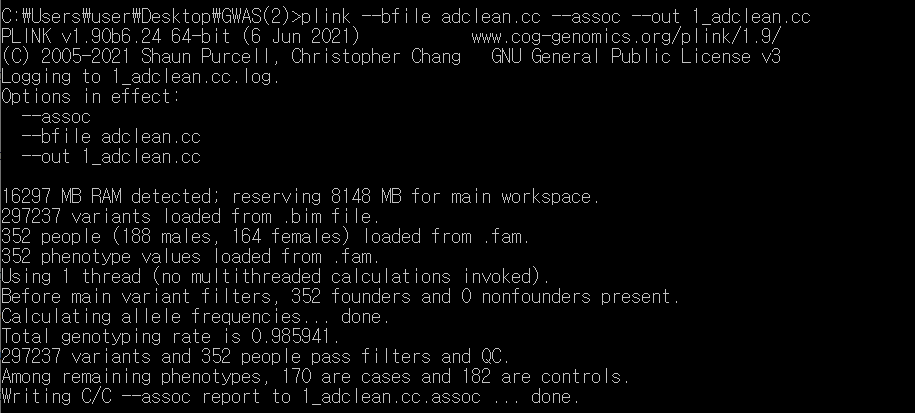 C:₩Users₩user₩Desktop₩GWAS(2)>plink --bfile adclean.cc --assoc --out 1_adclean.cc
PLINK v1.90b6.24 64-bit (6 Jun 2021) www.cog-genomics.org/plink/1.9/
(C) 2005-2021 Shaun Purcell, Christopher Chang GNU General Public License v3
Logging to 1_adclean.cc.log.
Options in effect:
--assoc
--bfile adclean.cc
--out 1_adclean.cc
16297 MB RAM detected; reserving 8148 MB for main workspace.
297237 variants loaded from .bim file.
352 people (188 males, 164 females) loaded from .fam.
352 phenotype values loaded from .fam.
Using 1 thread (no multithreaded calculations invoked).
Before main variant filters, 352 founders and 0 nonfounders present.
Calculating allele frequencies... done.
Total genotyping rate is 0.985941.
297237 variants and 352 people pass filters and QC.
Among remaining phenotypes, 170 are cases and 182 are controls.
Writing C/C --assoc report to 1_adclean.cc.assoc ... done.